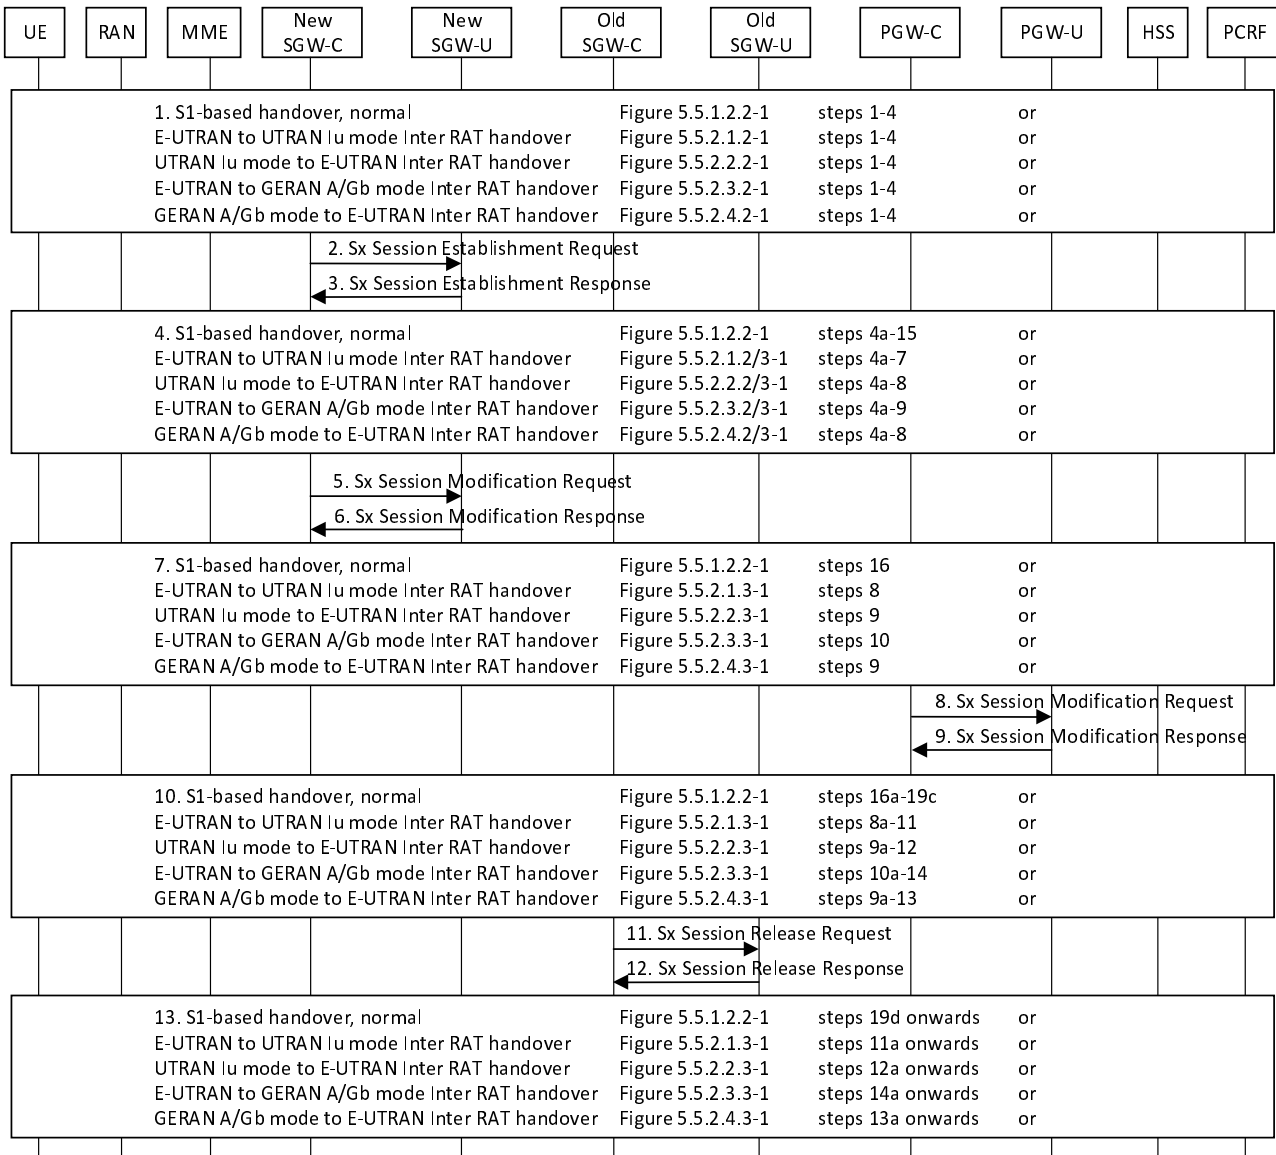 UE RAN MME New SGW-C New SGW-U Old SGW-C Old SGW-U PGW-C PGW-U HSS PCRF
1. S1-based handover, normal Figure 5.5.1.2.2-1 steps 1-4 or
E-UTRAN to UTRAN Iu mode Inter RAT handover Figure 5.5.2.1.2-1 steps 1-4 or
UTRAN Iu mode to E-UTRAN Inter RAT handover Figure 5.5.2.2.2-1 steps 1-4 or
E-UTRAN to GERAN A/Gb mode Inter RAT handover Figure 5.5.2.3.2-1 steps 1-4 or
GERAN A/Gb mode to E-UTRAN Inter RAT handover Figure 5.5.2.4.2-1 steps 1-4 or
2. Sx Session Establishment Request
3. Sx Session Establishment Response
4. S1-based handover, normal Figure 5.5.1.2.2-1 steps 4a-15 or
E-UTRAN to UTRAN Iu mode Inter RAT handover Figure 5.5.2.1.2/3-1 steps 4a-7 or
UTRAN Iu mode to E-UTRAN Inter RAT handover Figure 5.5.2.2.2/3-1 steps 4a-8 or
E-UTRAN to GERAN A/Gb mode Inter RAT handover Figure 5.5.2.3.2/3-1 steps 4a-9 or
GERAN A/Gb mode to E-UTRAN Inter RAT handover Figure 5.5.2.4.2/3-1 steps 4a-8 or
5. Sx Session Modification Request
6. Sx Session Modification Response
7. S1-based handover, normal Figure 5.5.1.2.2-1 steps 16 or
E-UTRAN to UTRAN Iu mode Inter RAT handover Figure 5.5.2.1.3-1 steps 8 or
UTRAN Iu mode to E-UTRAN Inter RAT handover Figure 5.5.2.2.3-1 steps 9 or
E-UTRAN to GERAN A/Gb mode Inter RAT handover Figure 5.5.2.3.3-1 steps 10 or
GERAN A/Gb mode to E-UTRAN Inter RAT handover Figure 5.5.2.4.3-1 steps 9 or
8. Sx Session Modification Request
9. Sx Session Modification Response
10. S1-based handover, normal Figure 5.5.1.2.2-1 steps 16a-19c or
E-UTRAN to UTRAN Iu mode Inter RAT handover Figure 5.5.2.1.3-1 steps 8a-11 or
UTRAN Iu mode to E-UTRAN Inter RAT handover Figure 5.5.2.2.3-1 steps 9a-12 or
E-UTRAN to GERAN A/Gb mode Inter RAT handover Figure 5.5.2.3.3-1 steps 10a-14 or
GERAN A/Gb mode to E-UTRAN Inter RAT handover Figure 5.5.2.4.3-1 steps 9a-13 or
11. Sx Session Release Request
12. Sx Session Release Response
13. S1-based handover, normal Figure 5.5.1.2.2-1 steps 19d onwards or
E-UTRAN to UTRAN Iu mode Inter RAT handover Figure 5.5.2.1.3-1 steps 11a onwards or
UTRAN Iu mode to E-UTRAN Inter RAT handover Figure 5.5.2.2.3-1 steps 12a onwards or
E-UTRAN to GERAN A/Gb mode Inter RAT handover Figure 5.5.2.3.3-1 steps 14a onwards or
GERAN A/Gb mode to E-UTRAN Inter RAT handover Figure 5.5.2.4.3-1 steps 13a onwards or